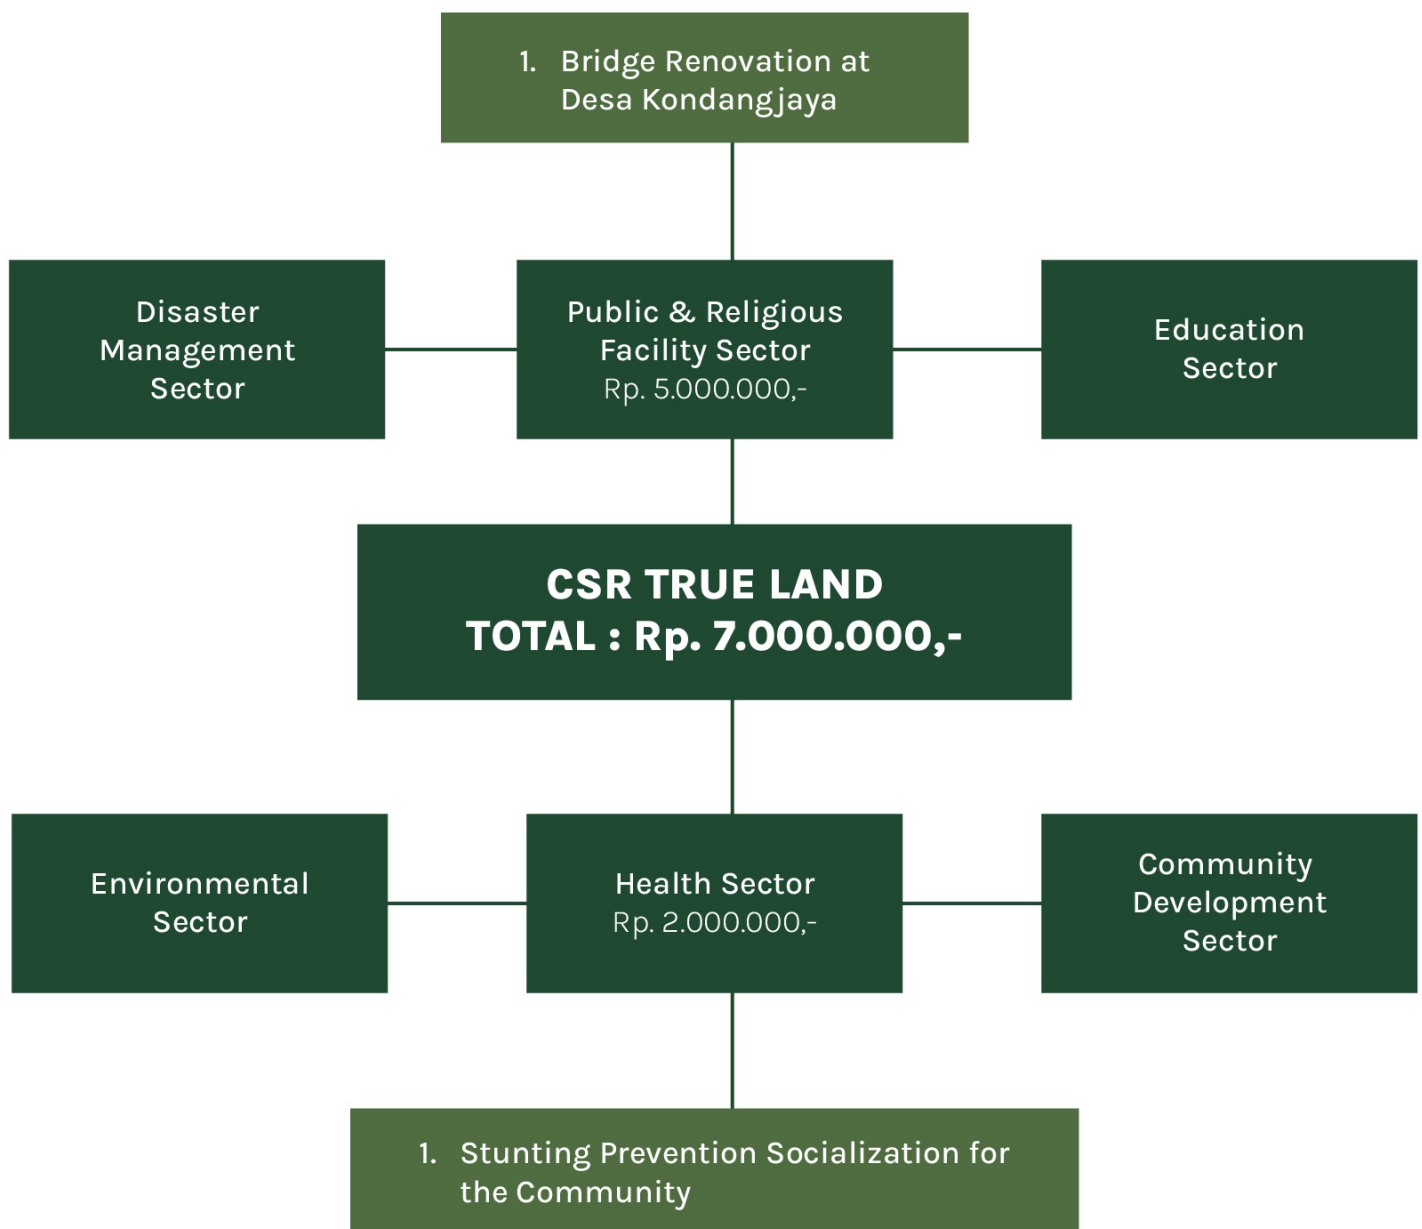 1. Bridge Renovation at
Desa Kondangjaya
Disaster
Management
Sector
Public & Religious
Facility Sector
Rp. 5.000.000,-
Education
Sector
CSR TRUE LAND
TOTAL : Rp. 7.000.000,-
Environmental
Sector
Health Sector
Rp. 2.000.000,-
Community
Development
Sector
1. Stunting Prevention Socialization for
the Community